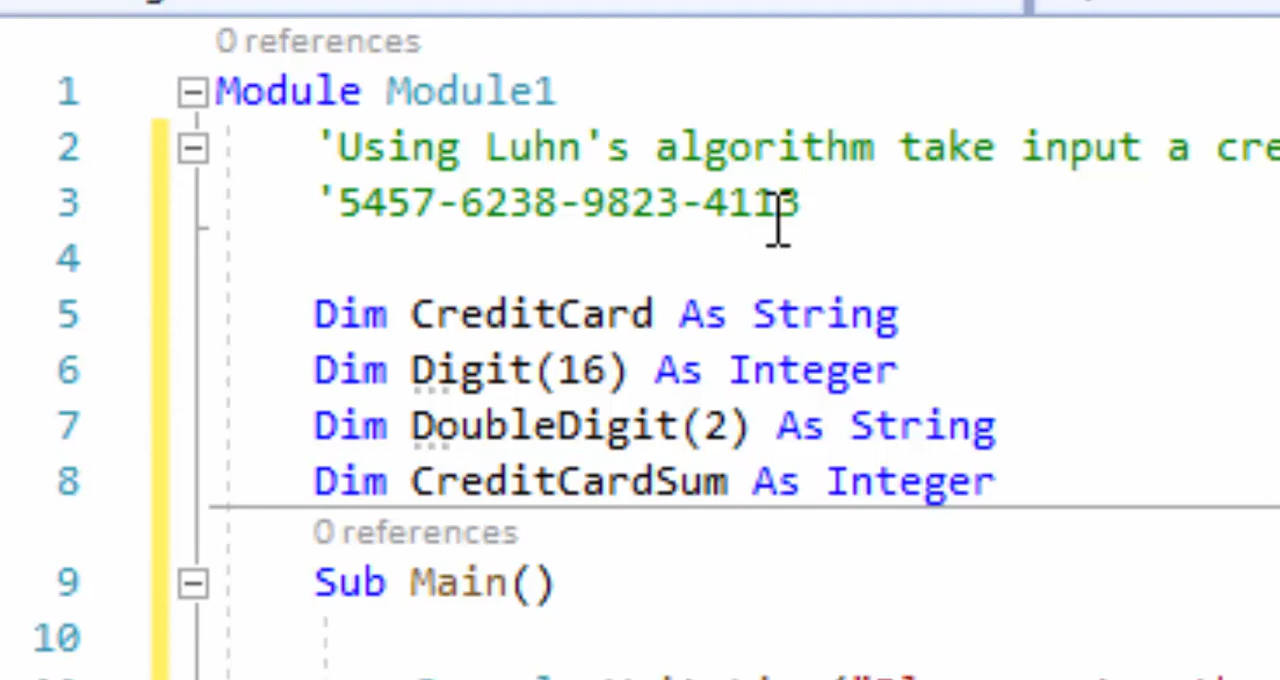 0 references
1 Module Module1
2 'Using Luhn's algorithm take input a
3 '5457-6238-9823-4113
4
5 Dim CreditCard As String
6 Dim Digit(16) As Integer
7 Dim DoubleDigit(2) As String
8 Dim CreditCardSum As Integer
0 references
9 Sub Main()
10